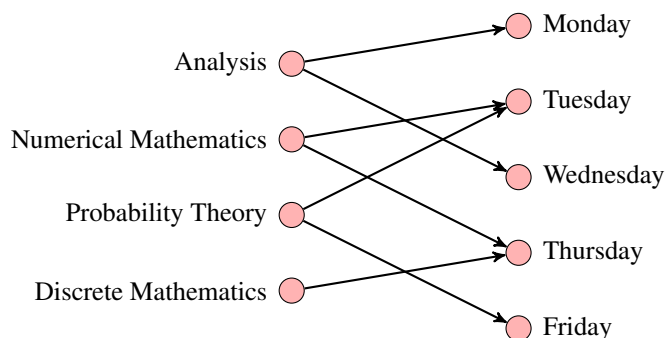 Monday
Analysis
Tuesday
Numerical Mathematics
Wednesday
Probability Theory
Thursday
Discrete Mathematics
Friday